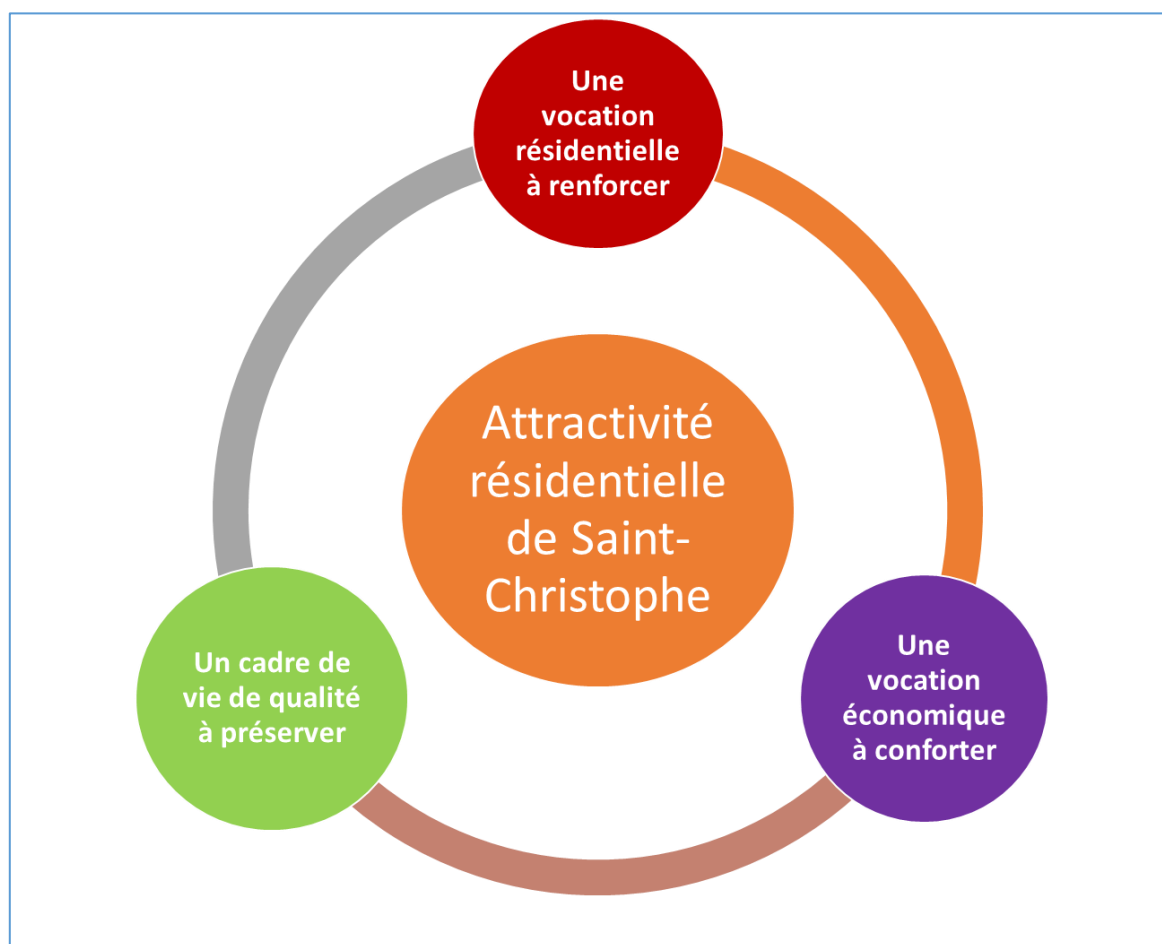 Une
vocation
résidentielle
à renforcer
Attractivité
résidentielle
de Saint-
Christophe
Un cadre de
vie de qualité
à préserver
Une
vocation
économique
à conforter